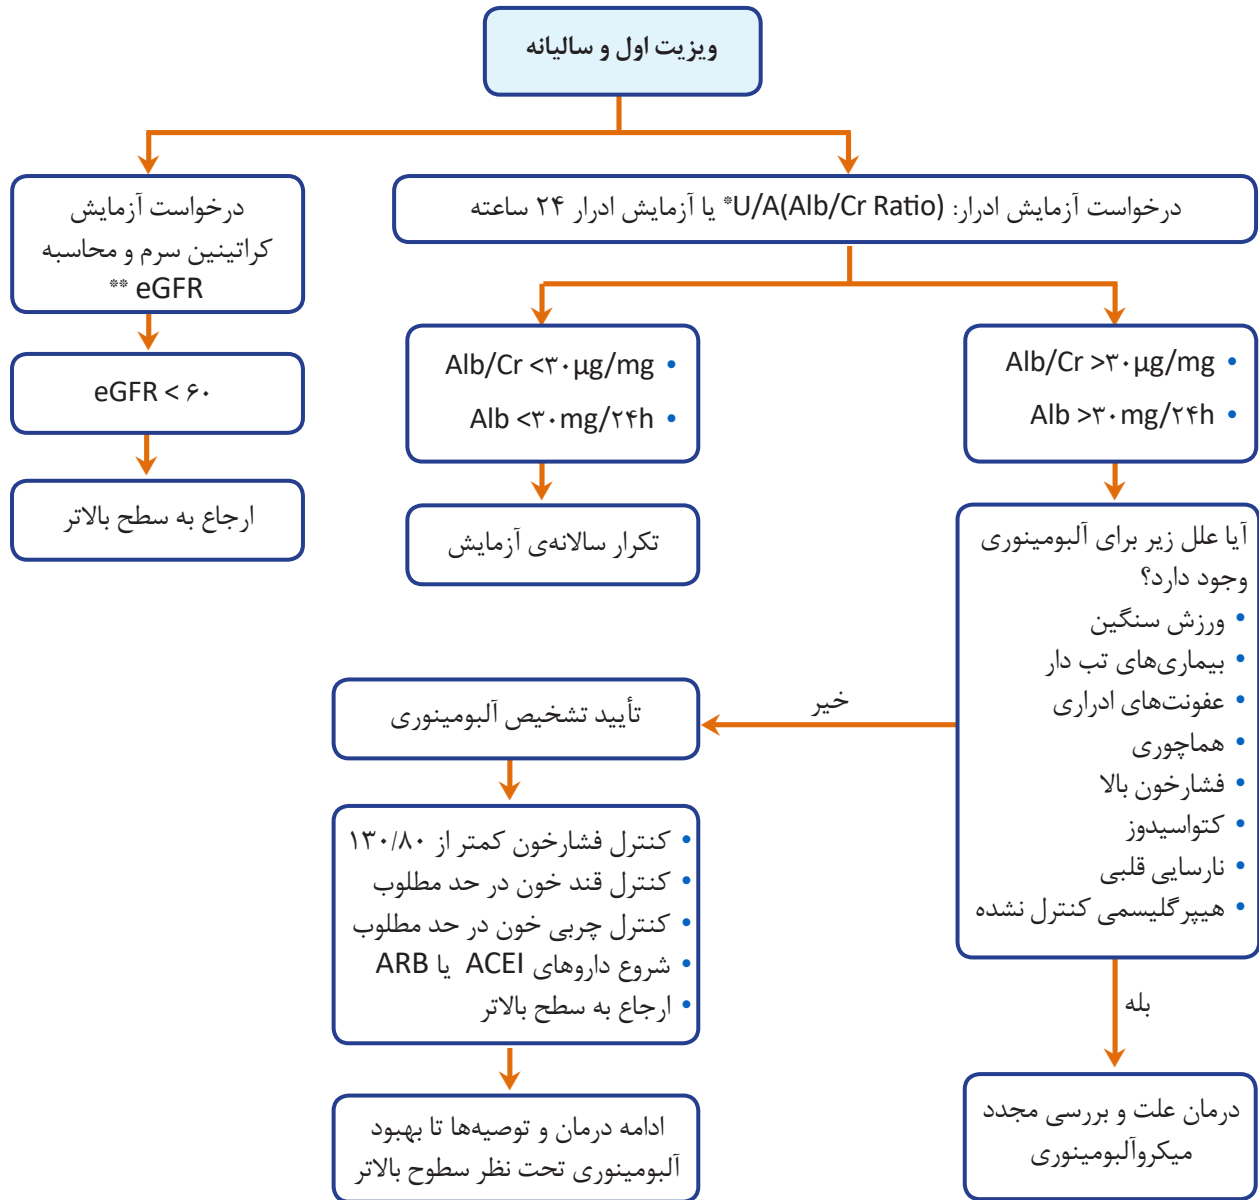 ویزیت اول و سالیانه
درخواست آزمایش ادرار: U/A(Alb/Cr Ratio)* یا آزمایش ادرار ۲۴ ساعته
درخواست آزمایش
کراتینین سرم و محاسبه
eGFR **
• Alb/Cr >۳۰µg/mg
• Alb >۳۰mg/۲۴h
• Alb/Cr <۳۰µg/mg
• Alb <۳۰mg/۲۴h
eGFR < ۶۰
ارجاع به سطح بالاتر
تکرار سالانه‌ی آزمایش
آیا علل زیر برای آلبومینوری
وجود دارد؟
• ورزش سنگین
• بیماری‌های تب دار
• عفونت‌های ادراری
• هماچوری
• فشارخون بالا
• کتواسیدوز
• نارسایی قلبی
• هیپرگلیسمی کنترل نشده
خیر
تأیید تشخیص آلبومینوری
• کنترل فشارخون کمتر از ۱۳۰/۸۰
• کنترل قند خون در حد مطلوب
• کنترل چربی خون در حد مطلوب
• شروع داروهای ACEI یا ARB
• ارجاع به سطح بالاتر
بله
درمان علت و بررسی مجدد
میکروآلبومینوری
ادامه درمان و توصیه‌ها تا بهبود
آلبومینوری تحت نظر سطوح بالاتر